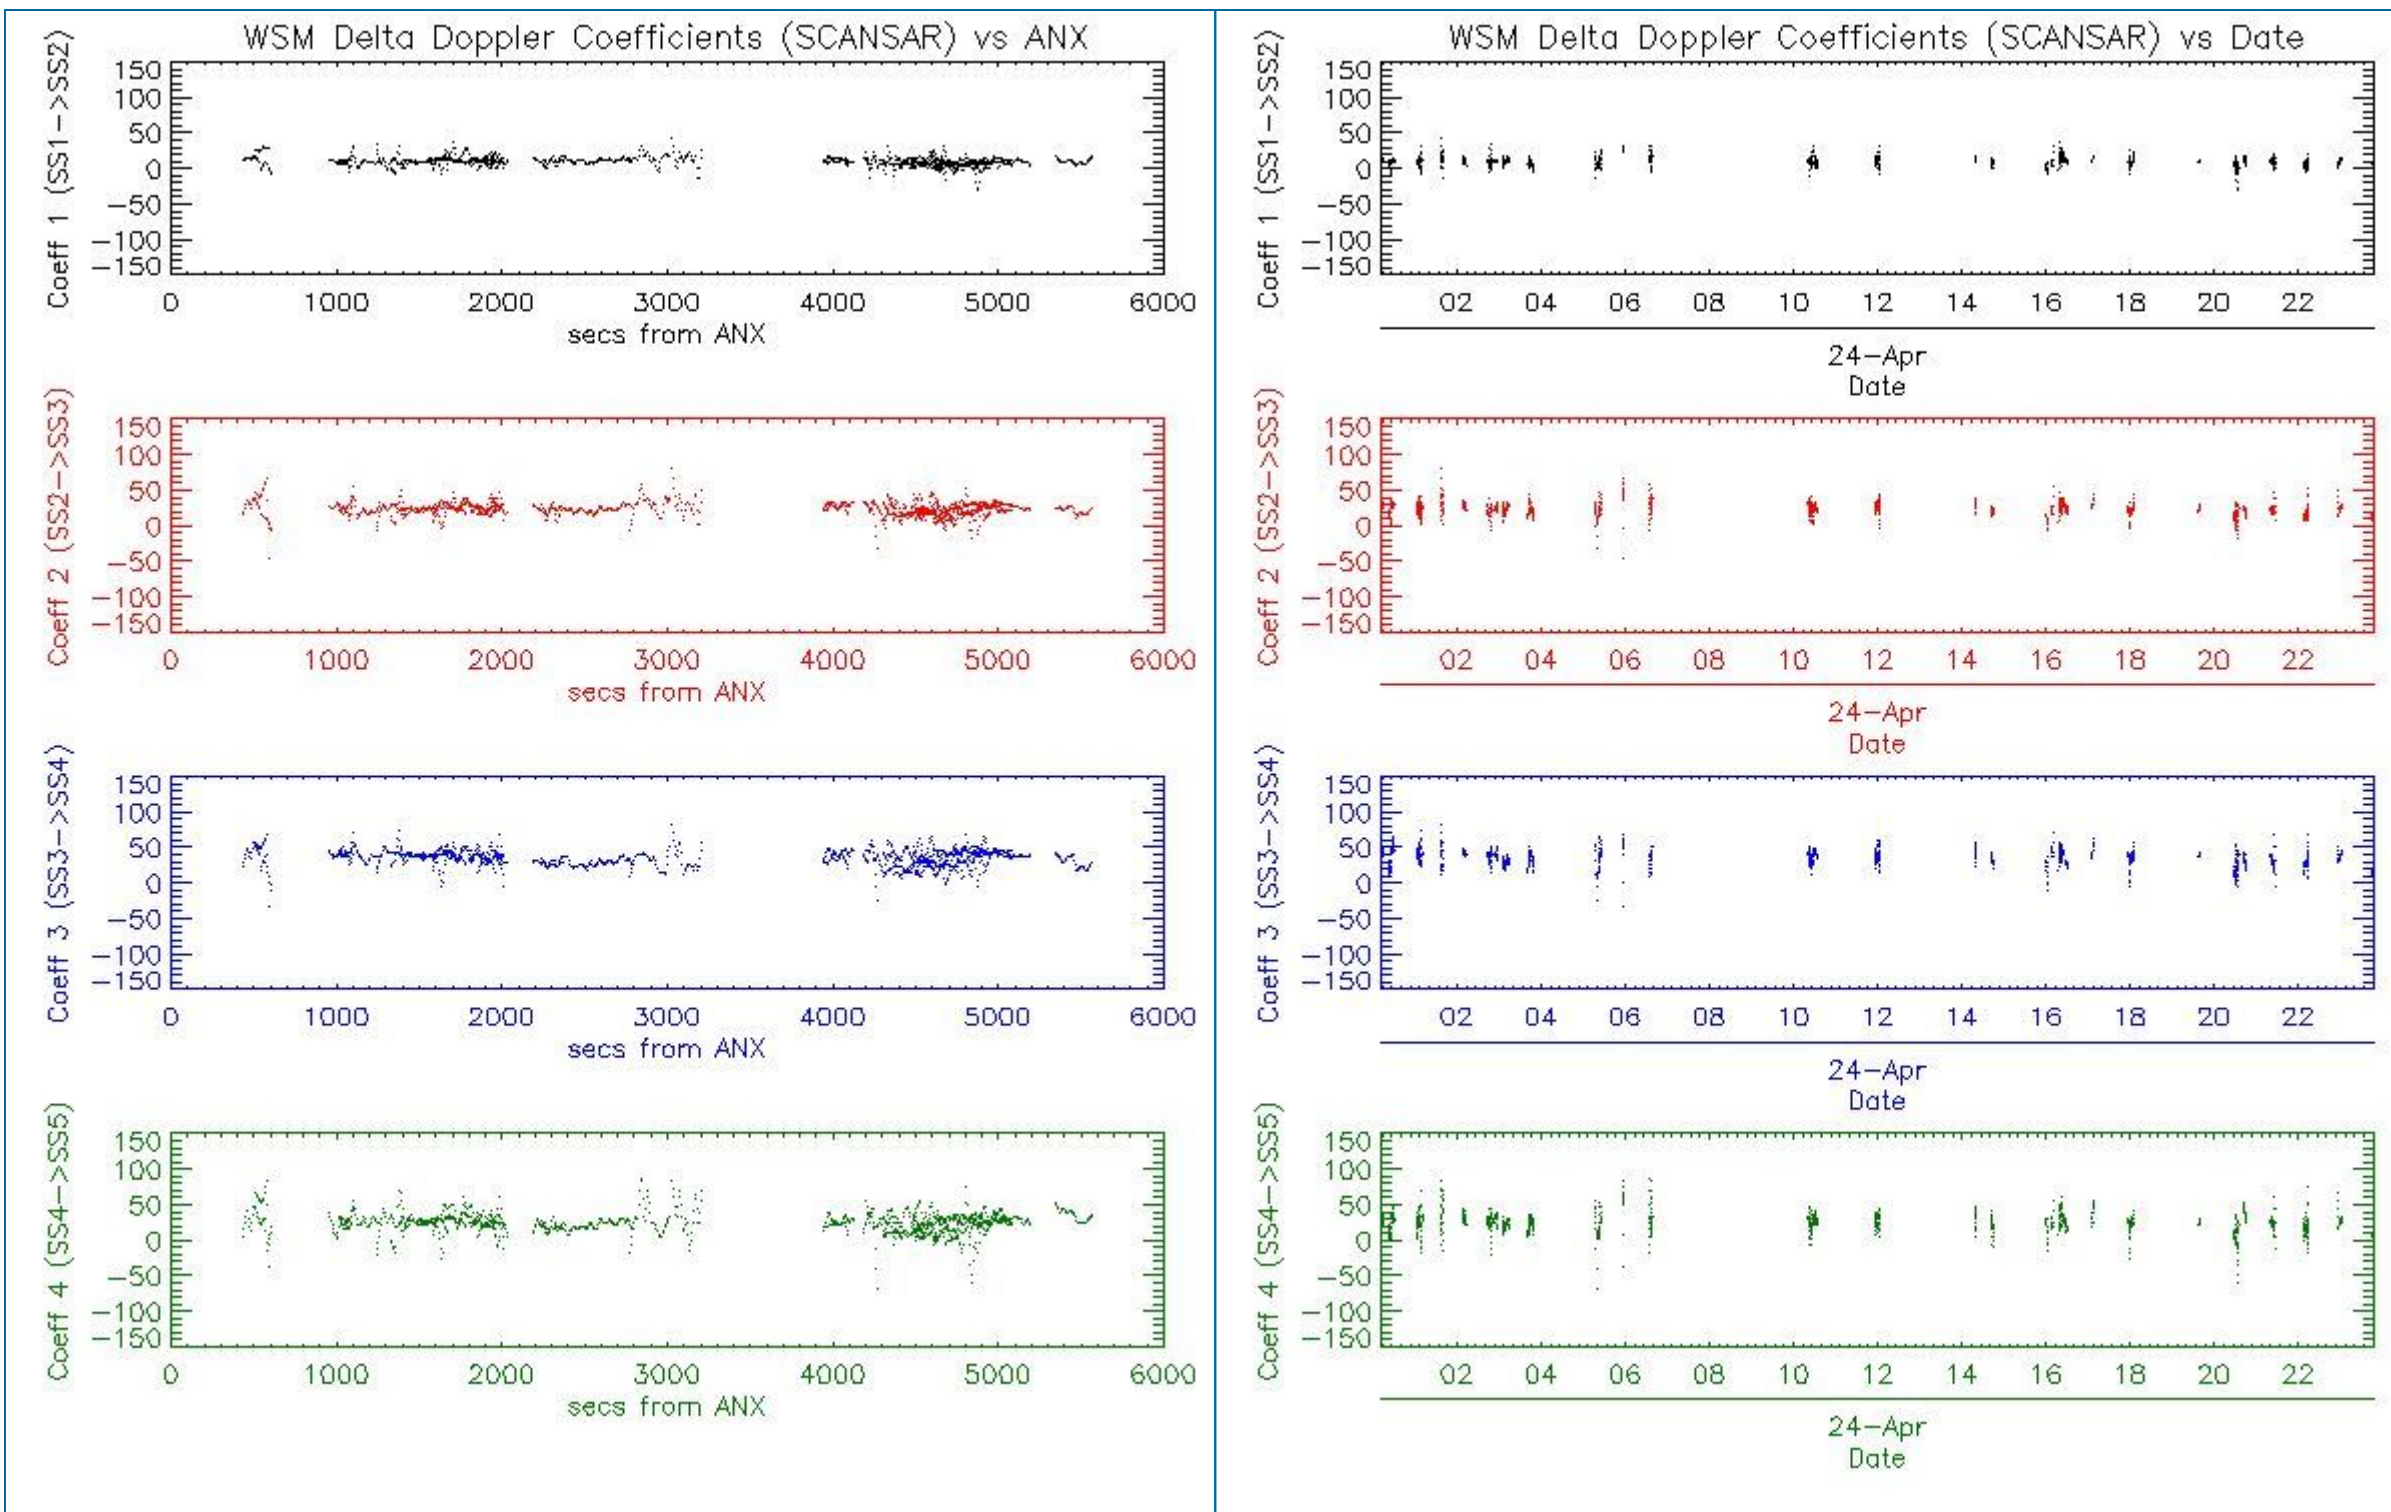 WSM Delta Doppler Coefficients (SCANSAR) vs ANX
Coeff 1 (SS1->SS2)
150
100
50
0
-50
-100
-150
0 1000 2000 3000 4000 5000 6000
secs from ANX
Coeff 2 (SS2->SS3)
150
100
50
0
-50
-100
-150
0 1000 2000 3000 4000 5000 6000
secs from ANX
Coeff 3 (SS3->SS4)
150
100
50
0
-50
-100
-150
0 1000 2000 3000 4000 5000 6000
secs from ANX
Coeff 4 (SS4->SS5)
150
100
50
0
-50
-100
-150
0 1000 2000 3000 4000 5000 6000
secs from ANX
WSM Delta Doppler Coefficients (SCANSAR) vs Date
Coeff 1 (SS1->SS2)
150
100
50
0
-50
-100
-150
02 04 06 08 10 12 14 16 18 20 22
24-Apr
Date
Coeff 2 (SS2->SS3)
150
100
50
0
-50
-100
-150
02 04 06 08 10 12 14 16 18 20 22
24-Apr
Date
Coeff 3 (SS3->SS4)
150
100
50
0
-50
-100
-150
02 04 06 08 10 12 14 16 18 20 22
24-Apr
Date
Coeff 4 (SS4->SS5)
150
100
50
0
-50
-100
-150
02 04 06 08 10 12 14 16 18 20 22
24-Apr
Date